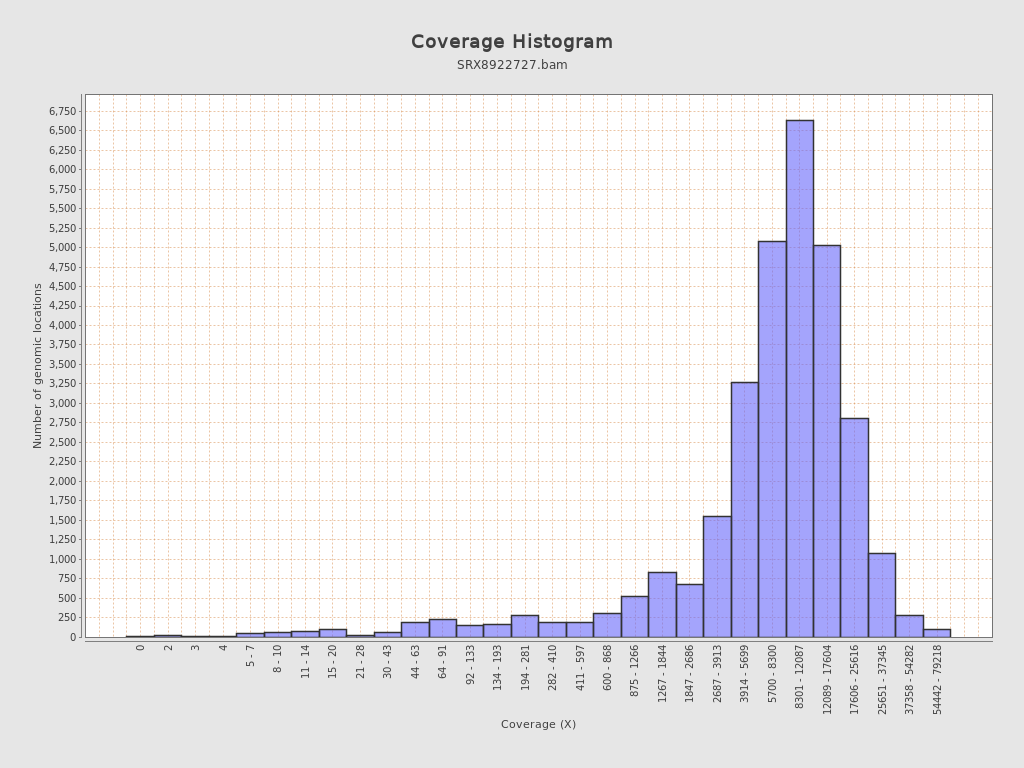 Coverage Histogram
SRX8922727.bam
Number of genomic locations
6,750
6,500
6,250
6,000
5,750
5,500
5,250
5,000
4,750
4,500
4,250
4,000
3,750
3,500
3,250
3,000
2,750
2,500
2,250
2,000
1,750
1,500
1,250
1,000
750
500
250
0
0
2
3
4
5 - 7
8 - 10
11 - 14
15 - 20
21 - 28
30 - 43
44 - 63
64 - 91
92 - 133
134 - 193
194 - 281
282 - 410
411 - 597
600 - 868
875 - 1266
1267 - 1844
1847 - 2686
2687 - 3913
3914 - 5699
5700 - 8300
8301 - 12087
12089 - 17604
17606 - 25616
25651 - 37345
37358 - 54282
54442 - 79218
Coverage (X)